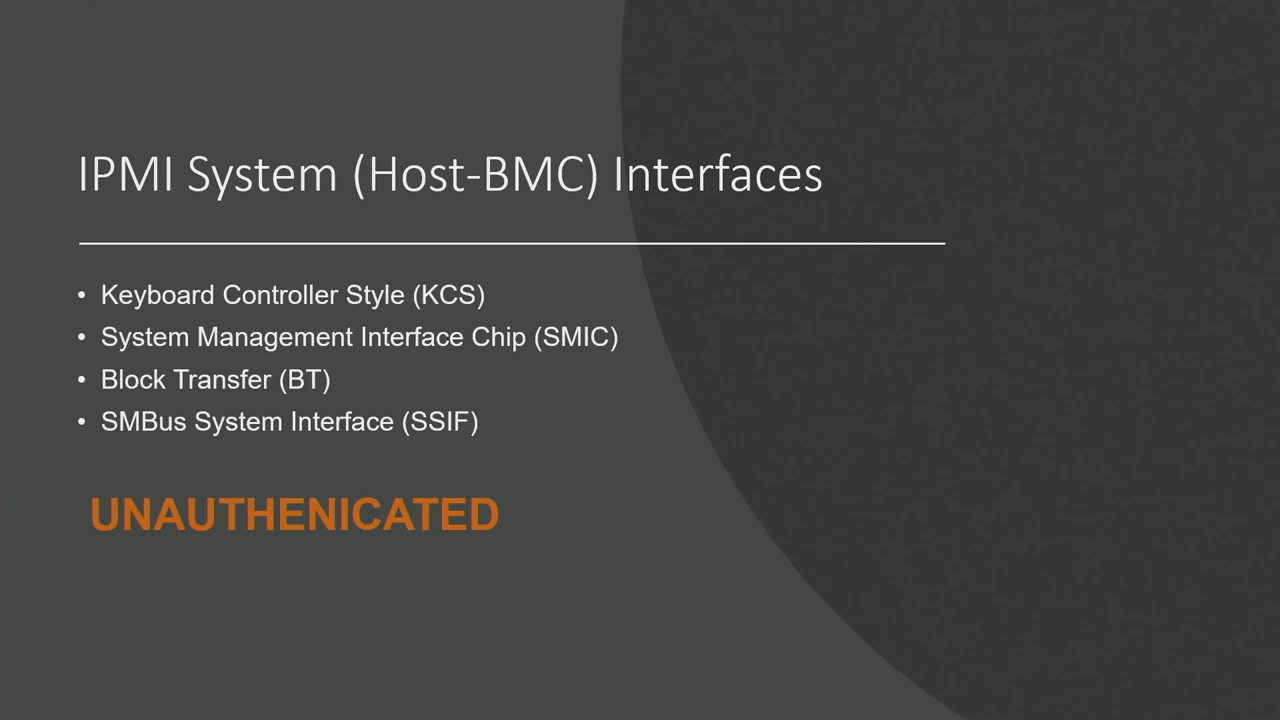 IPMI System (Host-BMC) Interfaces
• Keyboard Controller Style (KCS)
• System Management Interface Chip (SMIC)
• Block Transfer (BT)
• SMBus System Interface (SSIF)
UNAUTHENICATED